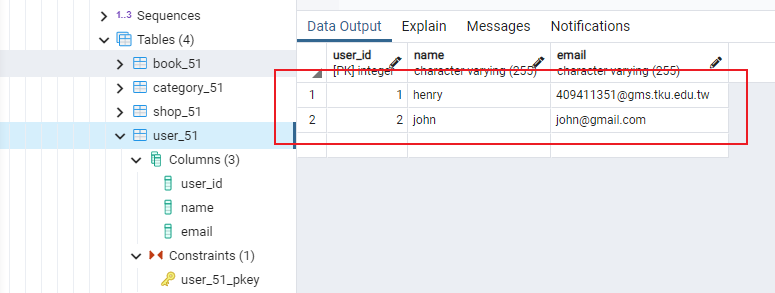 Sequences
Tables (4)
book_51
category_51
shop_51
user_51
Columns (3)
user_id
name
email
Constraints (1)
user_51_pkey
Data Output Explain Messages Notifications
user_id name email
[PK] integer character varying (255) character varying (255)
1 1 henry 409411351@gms.tku.edu.tw
2 2 john john@gmail.com